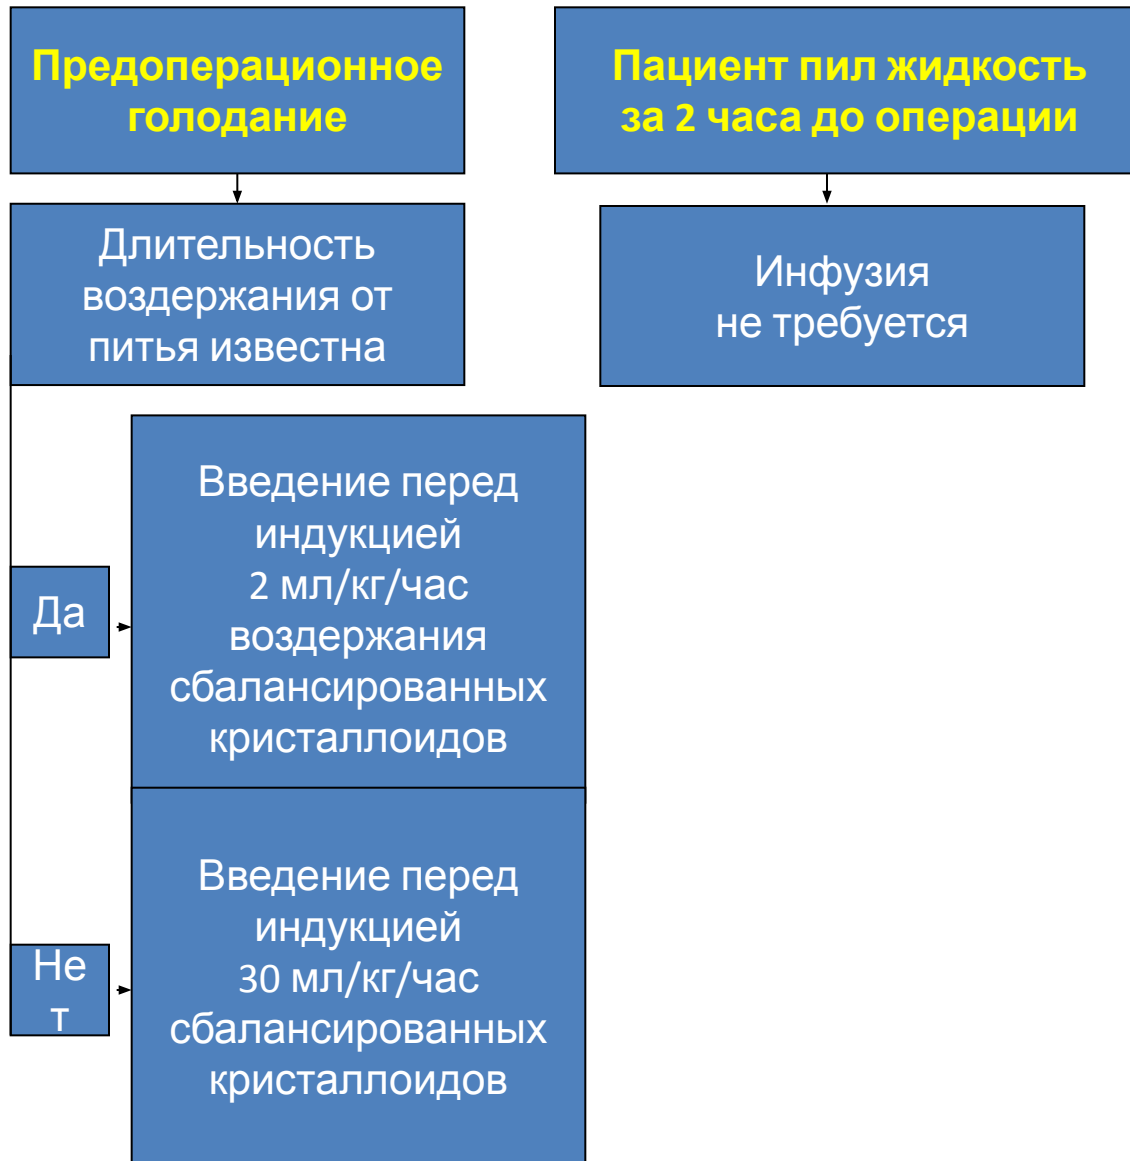 Предоперационное
голодание
Пациент пил жидкость
за 2 часа до операции
Длительность
воздержания от
питья известна
Инфузия
не требуется
Да
Введение перед
индукцией
2 мл/кг/час
воздержания
сбалансированных
кристаллоидов
Не
т
Введение перед
индукцией
30 мл/кг/час
сбалансированных
кристаллоидов